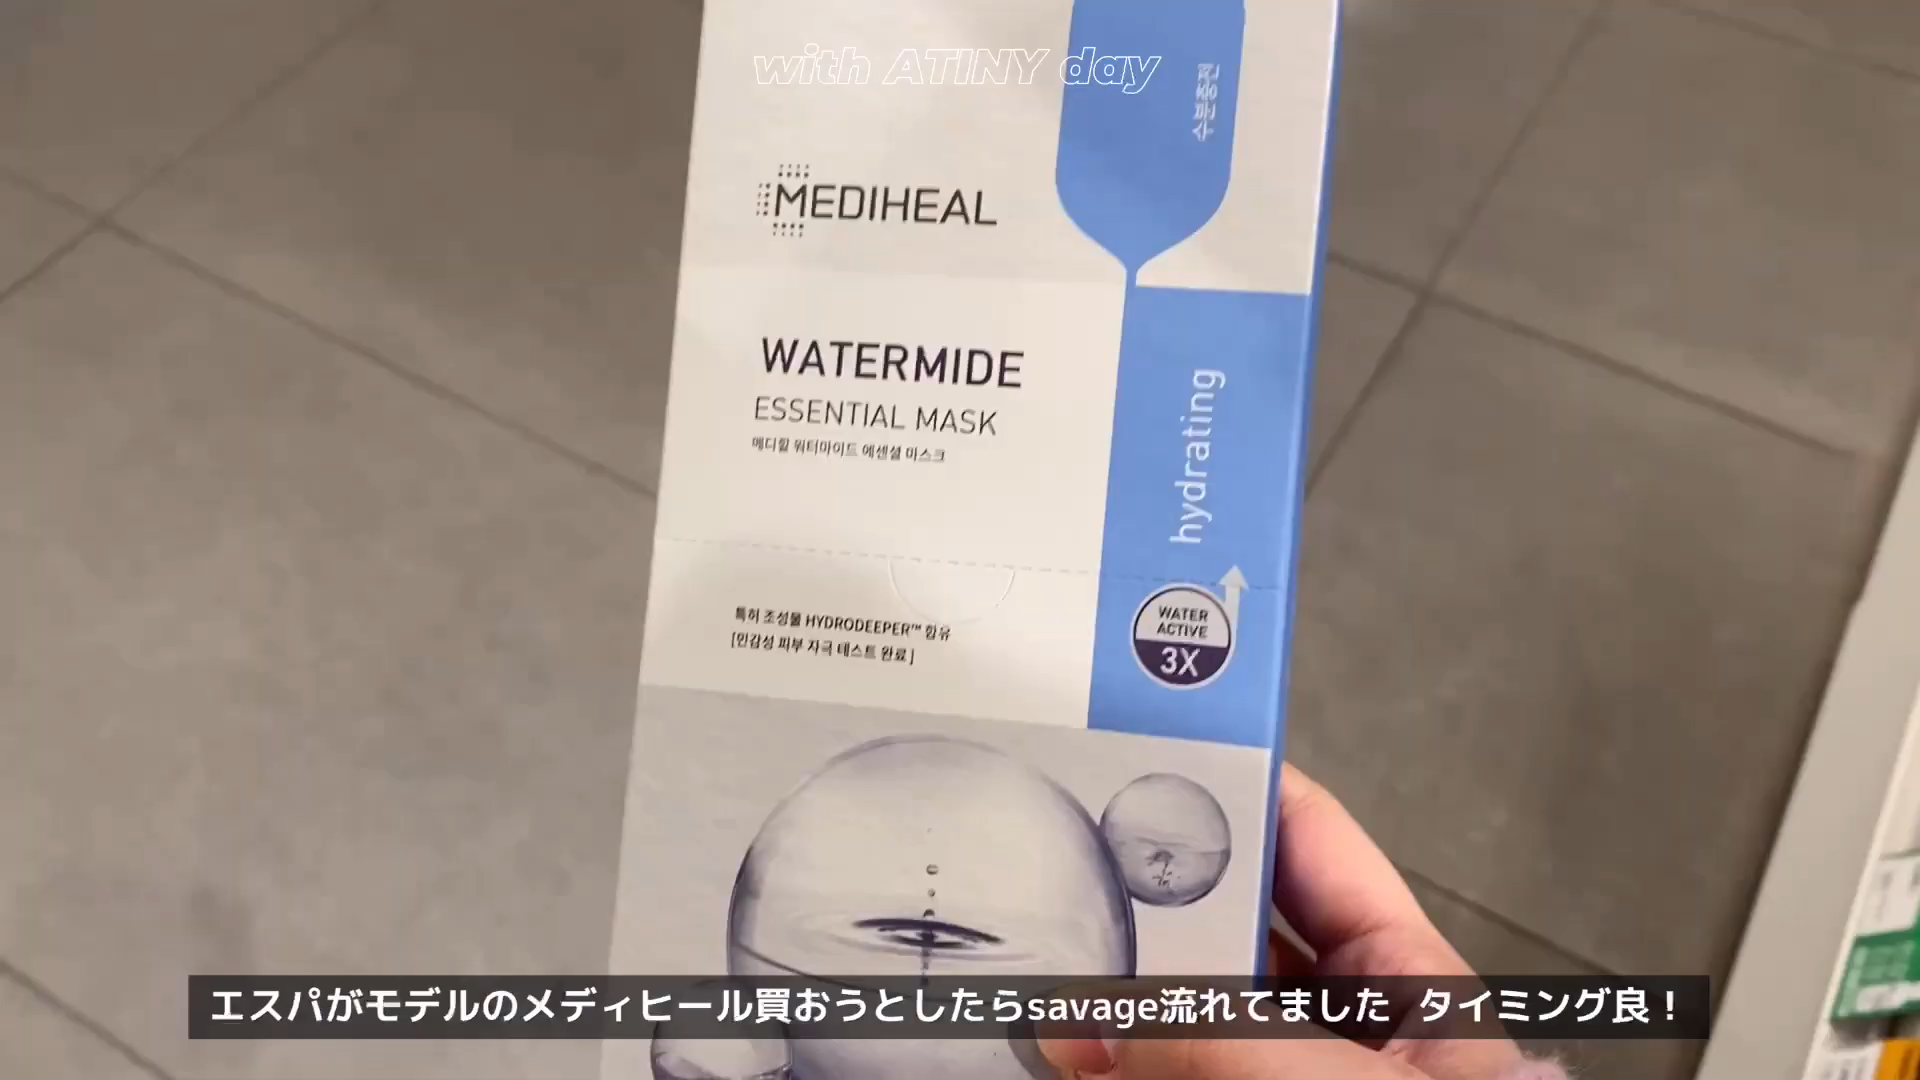 with ATINY day
수분충전
MEDIHEAL
WATERMIDE
ESSENTIAL MASK
메디힐 워터마이드 에센셜 마스크
hydrating
WATER
ACTIVE
3X
특허 조성물 HYDRODEEPER™ 함유
[민감성 피부 자극 테스트 완료]
エスパがモデルのメディヒール買おうとしたらsavage流れてました タイミング良！